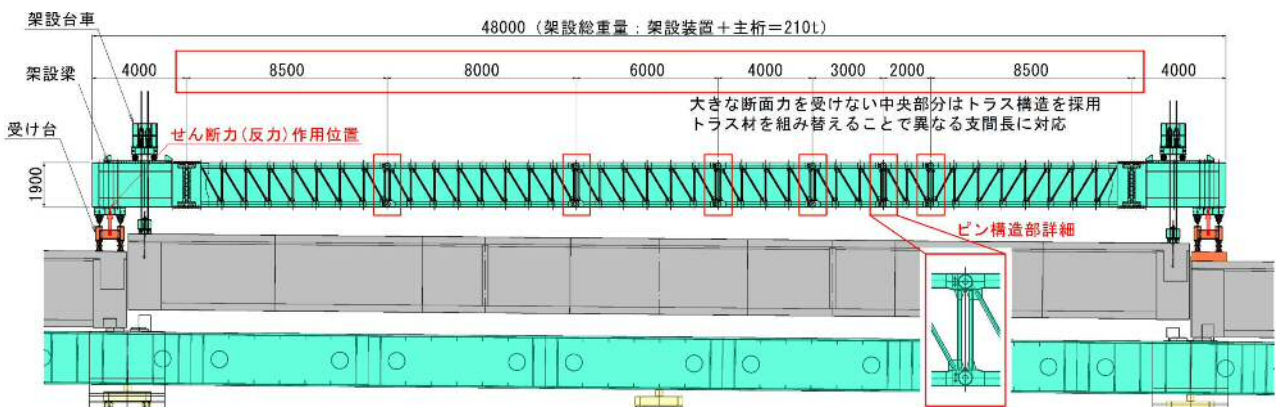 架設台車
48000 (架設総重量：架設装置＋主桁＝210t)
4000 8500 8000 6000 4000 3000 2000 8500 4000
架設梁
大きな断面力を受けない中央部分はトラス構造を採用
トラス材を組み替えることで異なる支間長に対応
受け台
せん断力(反力)作用位置
1900
ピン構造部詳細